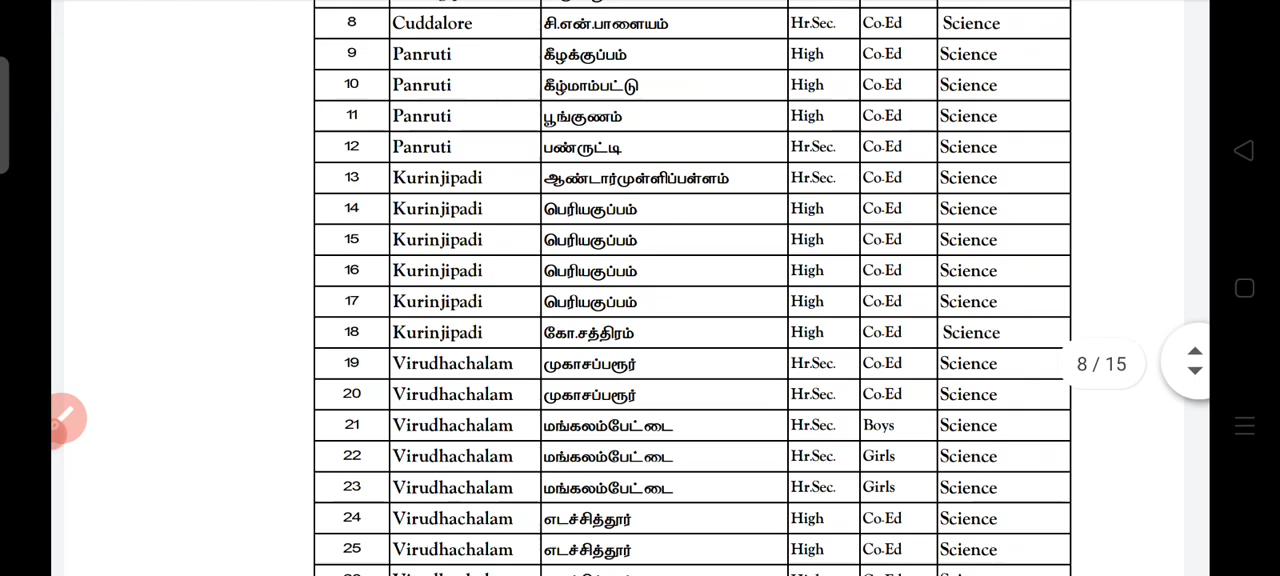 8 Cuddalore சி.என்.பாளையம் Hr.Sec. Co-Ed Science
9 Panruti கீழக்குப்பம் High Co-Ed Science
10 Panruti கீழ்மாம்பட்டு High Co-Ed Science
11 Panruti பூங்குணம் High Co-Ed Science
12 Panruti பண்ருட்டி Hr.Sec. Co-Ed Science
13 Kurinjipadi ஆண்டார்முள்ளிப்பள்ளம் Hr.Sec. Co-Ed Science
14 Kurinjipadi பெரியகுப்பம் High Co-Ed Science
15 Kurinjipadi பெரியகுப்பம் High Co-Ed Science
16 Kurinjipadi பெரியகுப்பம் High Co-Ed Science
17 Kurinjipadi பெரியகுப்பம் High Co-Ed Science
18 Kurinjipadi கோ.சத்திரம் High Co-Ed Science
19 Virudhachalam முகாசப்பரூர் Hr.Sec. Co-Ed Science
8 / 15
20 Virudhachalam முகாசப்பரூர் Hr.Sec. Co-Ed Science
21 Virudhachalam மங்கலம்பேட்டை Hr.Sec. Boys Science
22 Virudhachalam மங்கலம்பேட்டை Hr.Sec. Girls Science
23 Virudhachalam மங்கலம்பேட்டை Hr.Sec. Girls Science
24 Virudhachalam எடச்சித்தூர் High Co-Ed Science
25 Virudhachalam எடச்சித்தூர் High Co-Ed Science